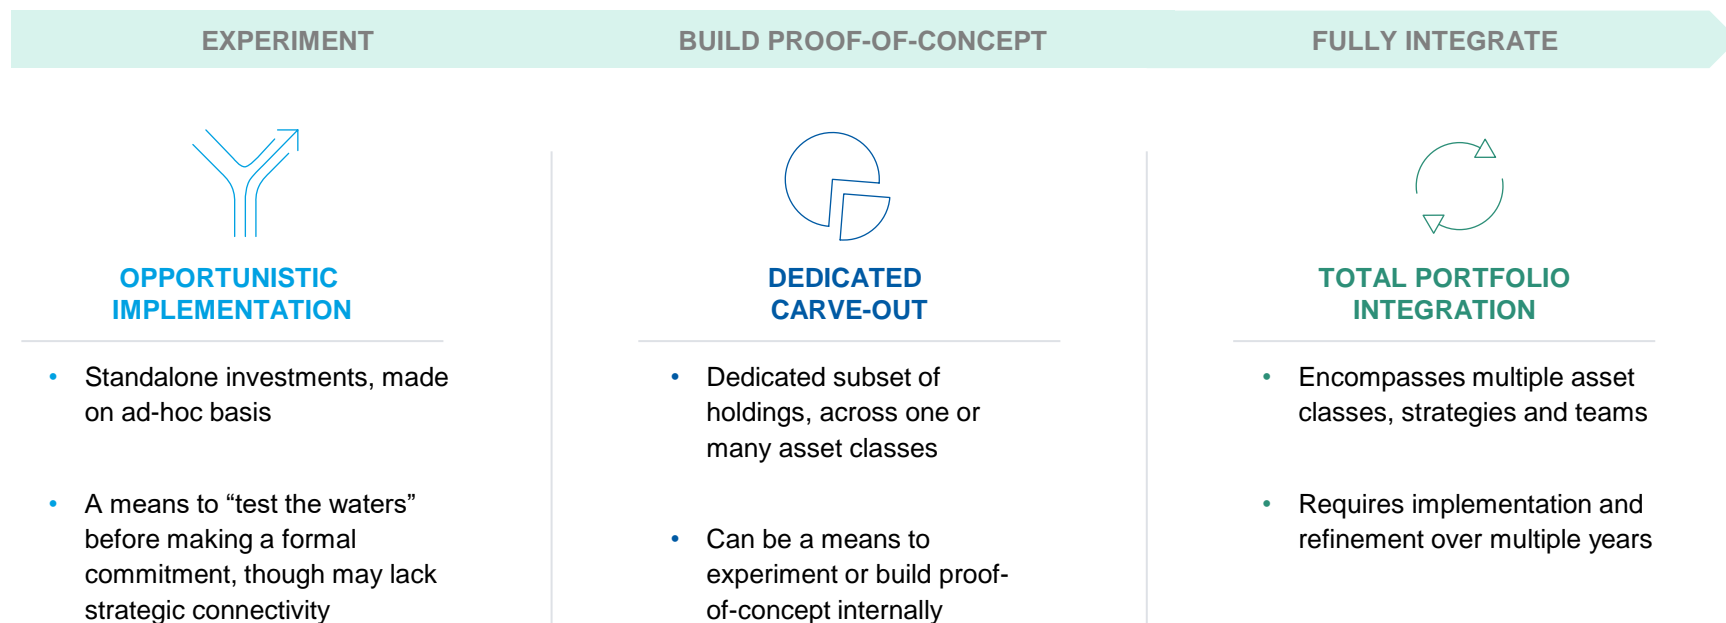 EXPERIMENT
BUILD PROOF-OF-CONCEPT
FULLY INTEGRATE
OPPORTUNISTIC
IMPLEMENTATION
• Standalone investments, made
on ad-hoc basis
• A means to “test the waters”
before making a formal
commitment, though may lack
strategic connectivity
DEDICATED
CARVE-OUT
• Dedicated subset of
holdings, across one or
many asset classes
• Can be a means to
experiment or build proof-
of-concept internally
TOTAL PORTFOLIO
INTEGRATION
• Encompasses multiple asset
classes, strategies and teams
• Requires implementation and
refinement over multiple years